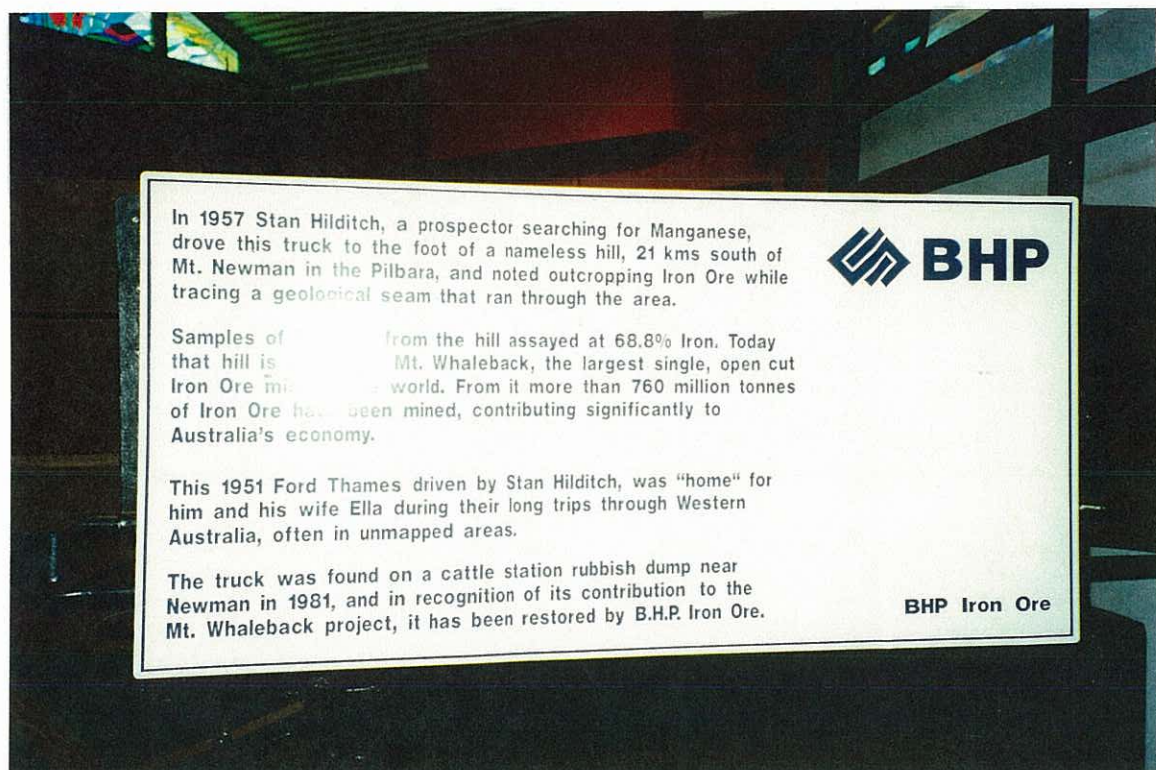 In 1957 Stan Hilditch, a prospector searching for Manganese,
drove this truck to the foot of a nameless hill, 21 kms south of
Mt. Newman in the Pilbara, and noted outcropping Iron Ore while
tracing a geological seam that ran through the area.
Samples of from the hill assayed at 68.8% Iron. Today
that hill is Mt. Whaleback, the largest single, open cut
Iron Ore world. From it more than 760 million tonnes
of Iron Ore have been mined, contributing significantly to
Australia's economy.
This 1951 Ford Thames driven by Stan Hilditch, was “home“ for
him and his wife Ella during their long trips through Western
Australia, often in unmapped areas.
The truck was found on a cattle station rubbish dump near
Newman in 1981, and in recognition of its contribution to the
Mt. Whaleback project, it has been restored by B.H.P. Iron Ore.
BHP
BHP Iron Ore